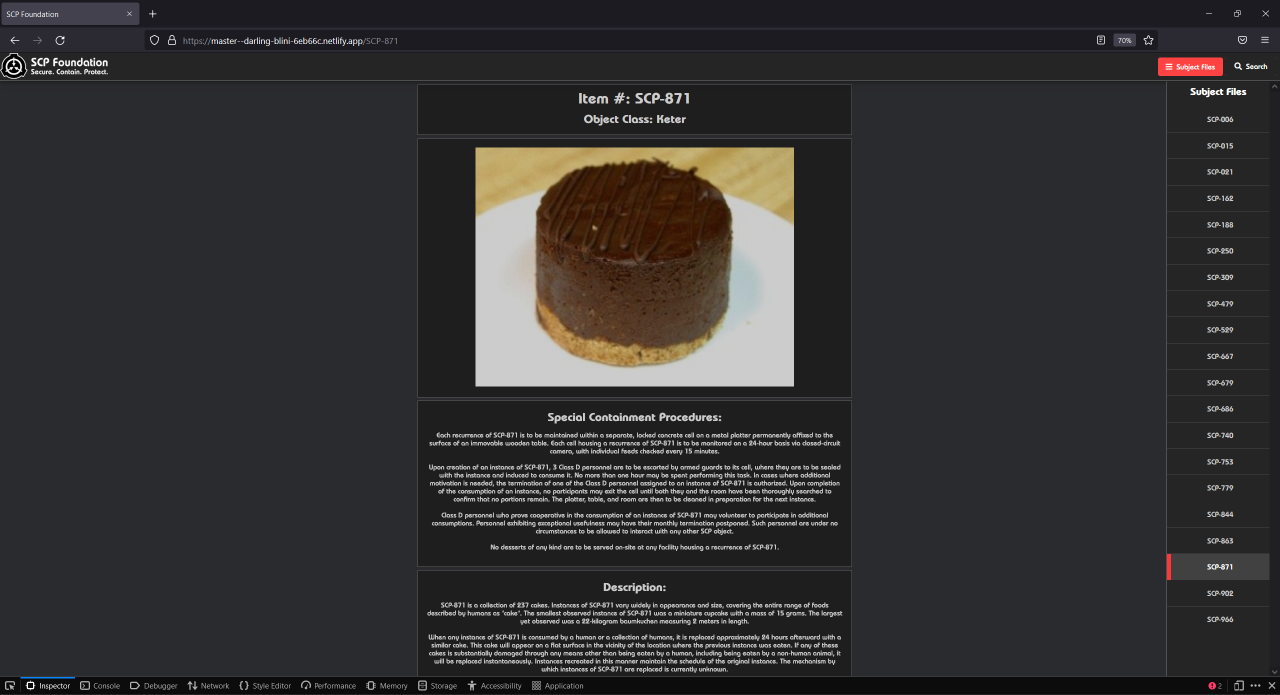 SCP Foundation
https://master--darling-blini-6eb66c.netlify.app/SCP-871
70%
SCP Foundation
Secure. Contain. Protect.
Subject Files
Search
Item #: SCP-871
Object Class: Keter
Special Containment Procedures:
Each recurrence of SCP-871 is to be maintained within a separate, locked concrete cell on a metal platter permanently affixed to the
surface of an immovable wooden table. Each cell housing a recurrence of SCP-871 is to be monitored on a 24-hour basis via closed-circuit
camera, with individual feeds checked every 15 minutes.
Upon creation of an instance of SCP-871, 3 Class D personnel are to be escorted by armed guards to its cell, where they are to be sealed
with the instance and induced to consume it. No more than one hour may be spent performing this task. In cases where additional
motivation is needed, the termination of one of the Class D personnel assigned to an instance of SCP-871 is authorized. Upon completion
of the consumption of an instance, no participants may exit the cell until both they and the room have been thoroughly searched to
confirm that no portions remain. The platter, table, and room are then to be cleaned in preparation for the next instance.
Class D personnel who prove cooperative in the consumption of an instance of SCP-871 may volunteer to participate in additional
consumptions. Personnel exhibiting exceptional usefulness may have their monthly termination postponed. Such personnel are under no
circumstances to be allowed to interact with any other SCP object.
No desserts of any kind are to be served on-site at any facility housing a recurrence of SCP-871.
Description:
SCP-871 is a collection of 237 cakes. Instances of SCP-871 vary widely in appearance and size, covering the entire range of foods
described by humans as "cake". The smallest observed instance of SCP-871 was a miniature cupcake with a mass of 15 grams. The largest
yet observed was a 22-kilogram baumkuchen measuring 2 meters in length.
When any instance of SCP-871 is consumed by a human or a collection of humans, it is replaced approximately 24 hours afterward with a
similar cake. This cake will appear on a flat surface in the vicinity of the location where the previous instance was eaten. If any of these
cakes is substantially damaged through any means other than being eaten by a human, including being eaten by a non-human animal, it
will be replaced instantaneously. Instances recreated in this manner maintain the schedule of the original instance. The mechanism by
which instances of SCP-871 are replaced is currently unknown.
Subject Files
SCP-006
SCP-015
SCP-021
SCP-162
SCP-188
SCP-250
SCP-309
SCP-479
SCP-529
SCP-667
SCP-679
SCP-686
SCP-740
SCP-753
SCP-779
SCP-844
SCP-863
SCP-871
SCP-902
SCP-966
Inspector
Console
Debugger
Network
Style Editor
Performance
Memory
Storage
Accessibility
Application
2